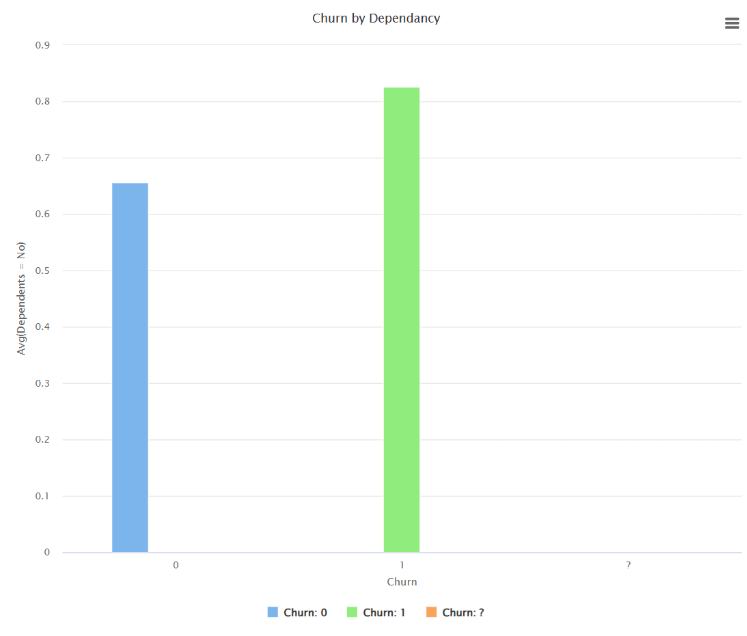 Churn by Dependancy
Avg(Dependents = No)
0.9
0.8
0.7
0.6
0.5
0.4
0.3
0.2
0.1
0
0 1 ?
Churn
Churn: 0 Churn: 1 Churn: ?